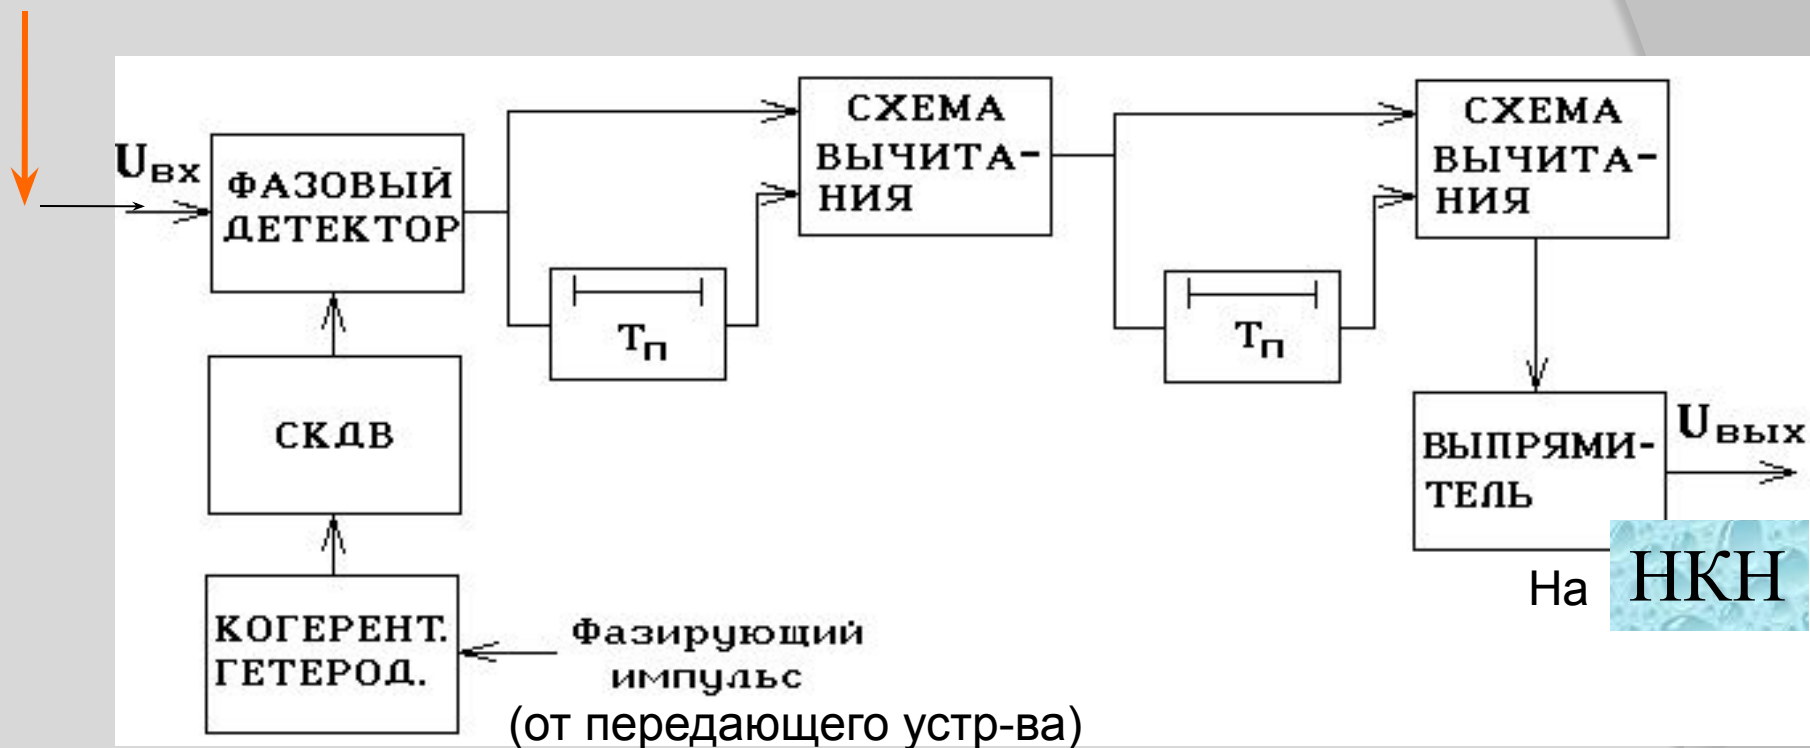 Uвх
ФАЗОВЫЙ
ДЕТЕКТОР
СХЕМА
ВЫЧИТА-
НИЯ
Tп
СХЕМА
ВЫЧИТА-
НИЯ
Tп
СКДВ
ВЫПРЯМИ-
ТЕЛЬ
Uвых
На НКН
КОГЕРЕНТ.
ГЕТЕРОД.
Фазирующий
импульс
(от передающего устр-ва)